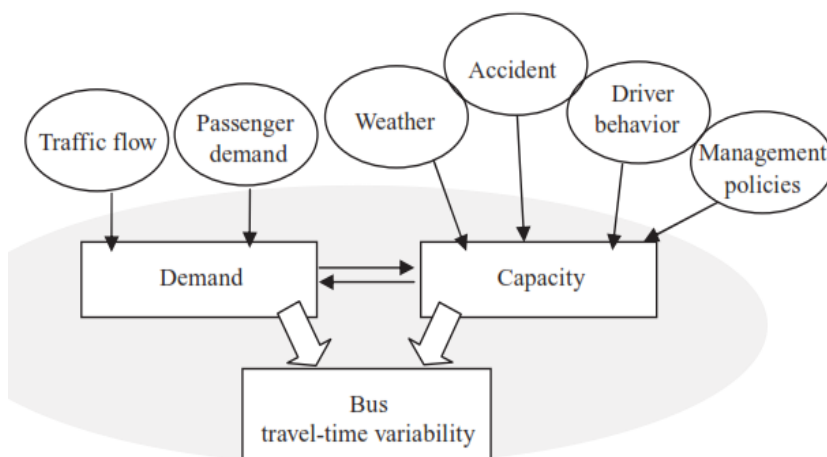 Accident
Driver
behavior
Weather
Passenger
demand
Traffic flow
Management
policies
Demand
Capacity
Bus
travel-time variability